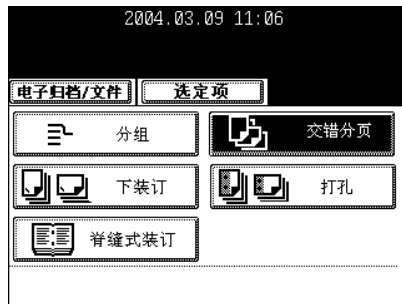 2004.03.09 11:06
电子归档/文件 选定项
分组 交错分页
下装订 打孔
脊缝式装订